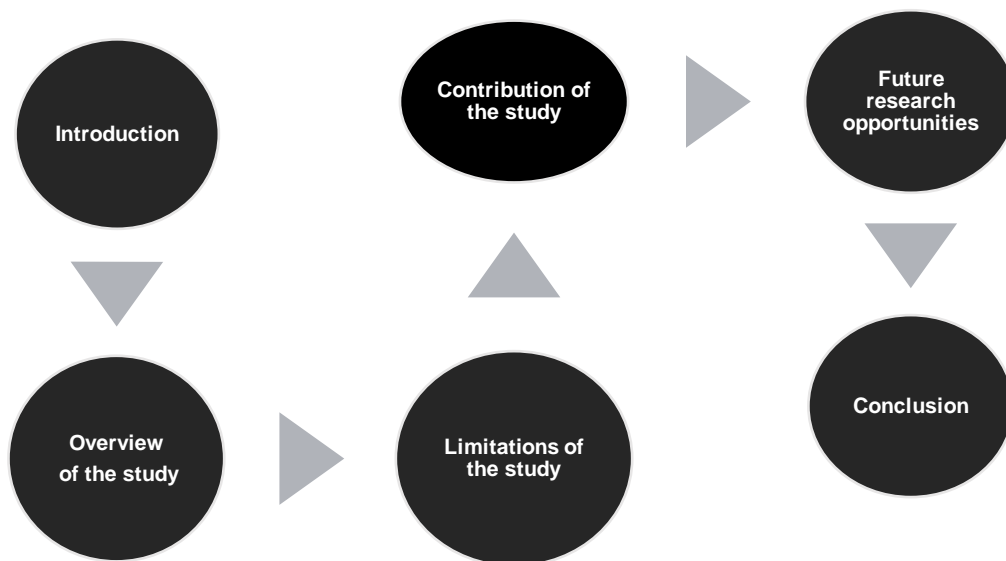 Introduction
Overview
of the study
Limitations of
the study
Contribution of
the study
Future
research
opportunities
Conclusion